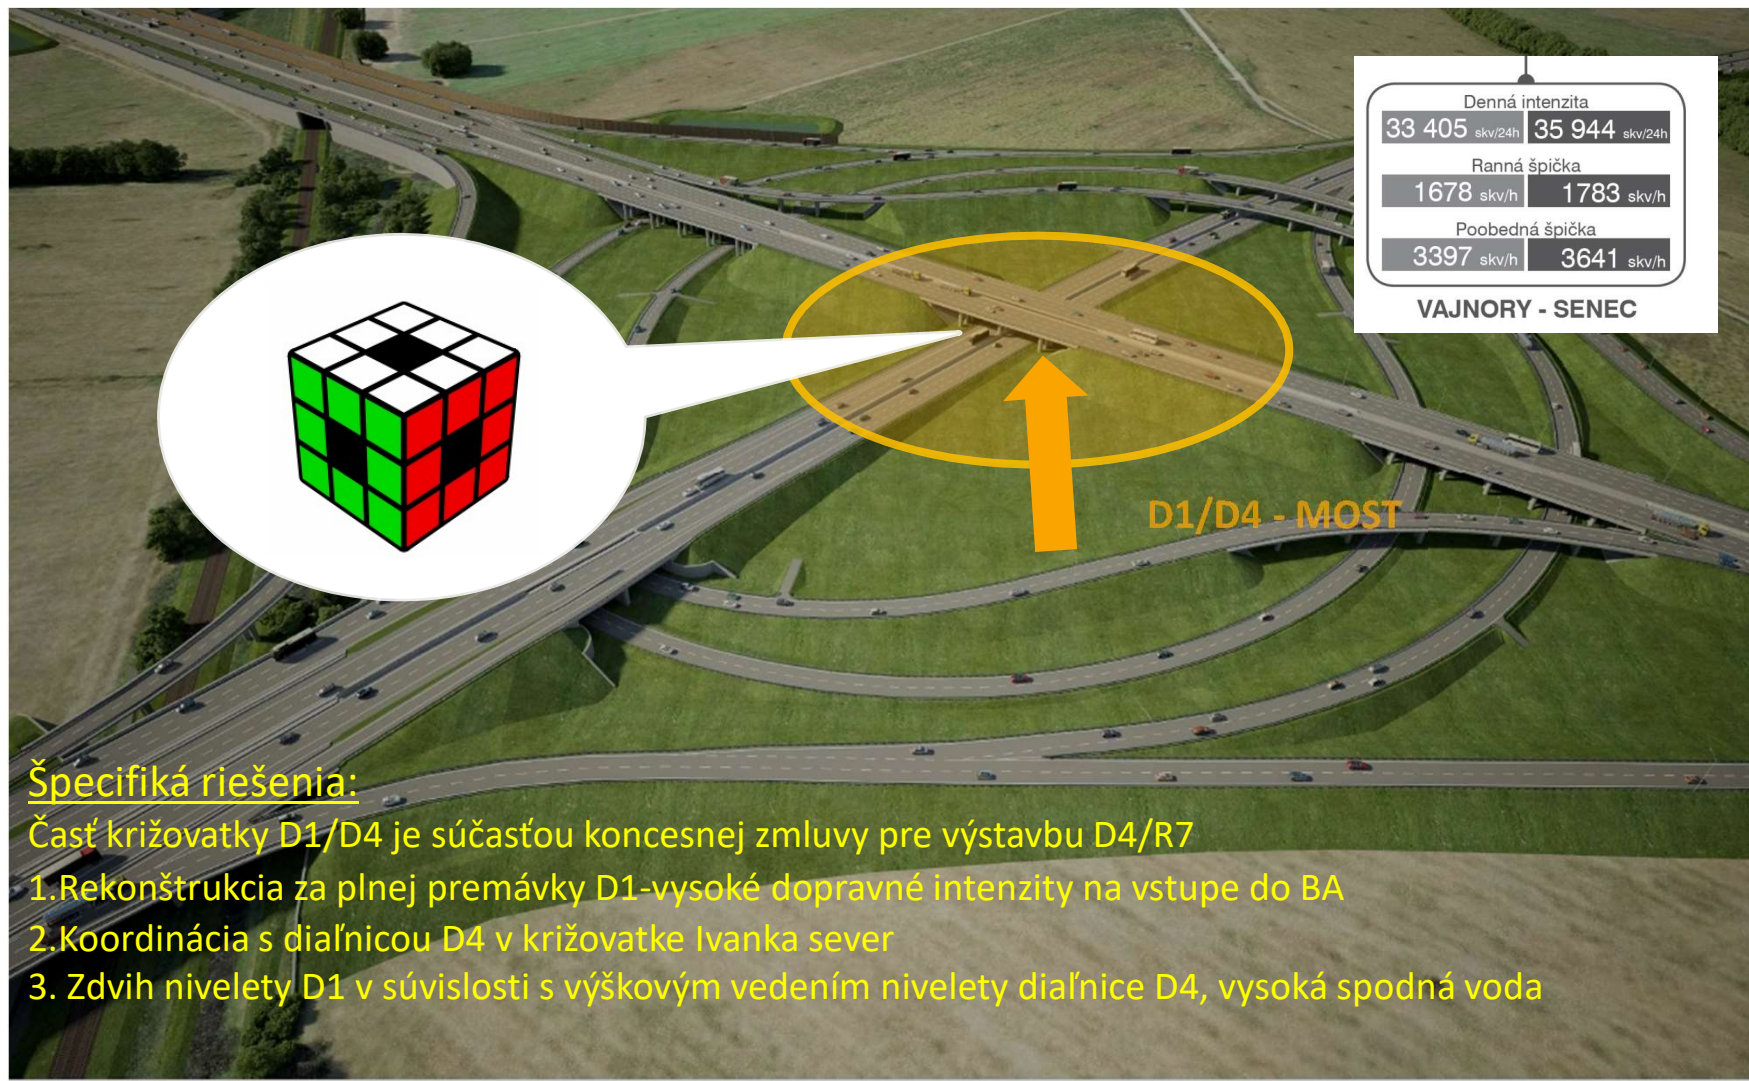 Denná intenzita
33 405 skv/24h 35 944 skv/24h
Ranná špička
1678 skv/h 1783 skv/h
Poobedná špička
3397 skv/h 3641 skv/h
VAJNORY - SENEC
D1/D4 - MOST
Špecifiká riešenia:
Časť križovatky D1/D4 je súčasťou koncesnej zmluvy pre výstavbu D4/R7
1.Rekonštrukcia za plnej premávky D1-vysoké dopravné intenzity na vstupe do BA
2.Koordinácia s diaľnicou D4 v križovatke Ivanka sever
3. Zdvih nivelety D1 v súvislosti s výškovým vedením nivelety diaľnice D4, vysoká spodná voda